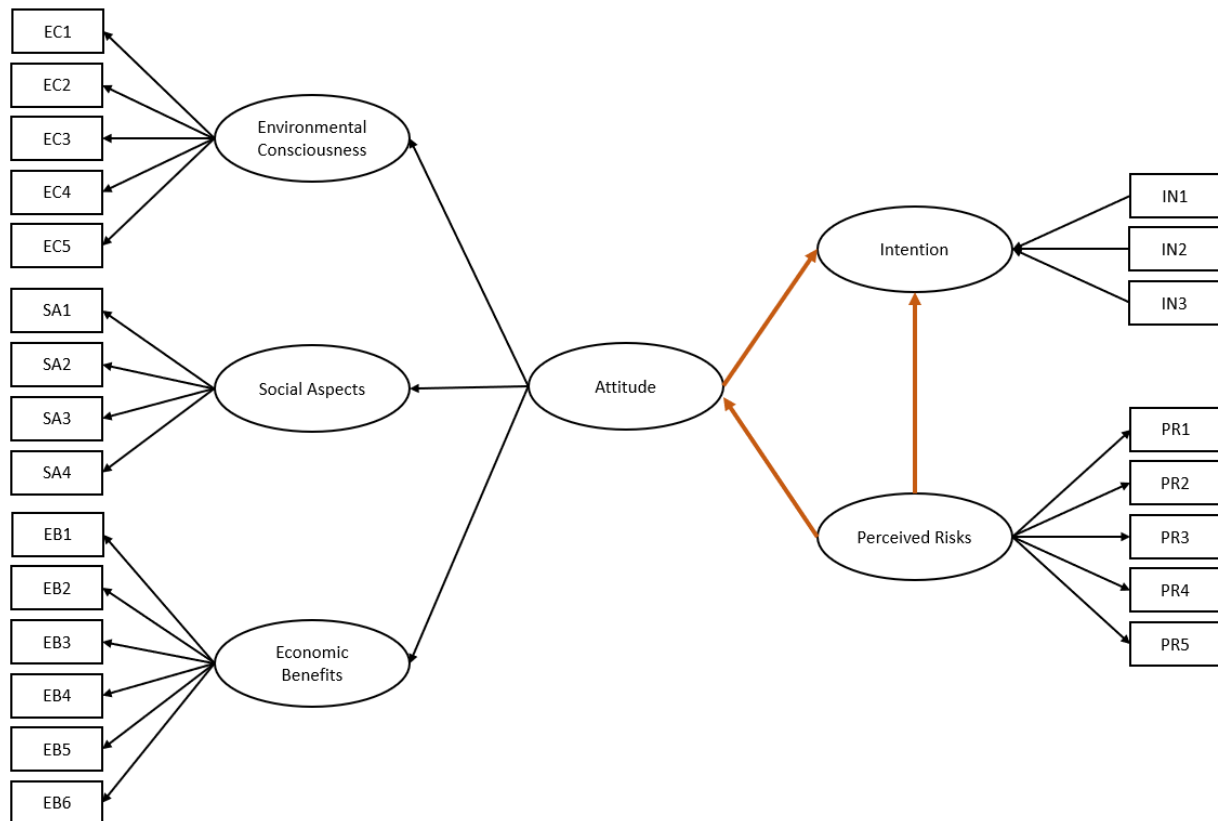 EC1
EC2
EC3
EC4
EC5
Environmental
Consciousness
SA1
SA2
SA3
SA4
Social Aspects
EB1
EB2
EB3
EB4
EB5
EB6
Economic
Benefits
Attitude
Intention
IN1
IN2
IN3
Perceived Risks
PR1
PR2
PR3
PR4
PR5